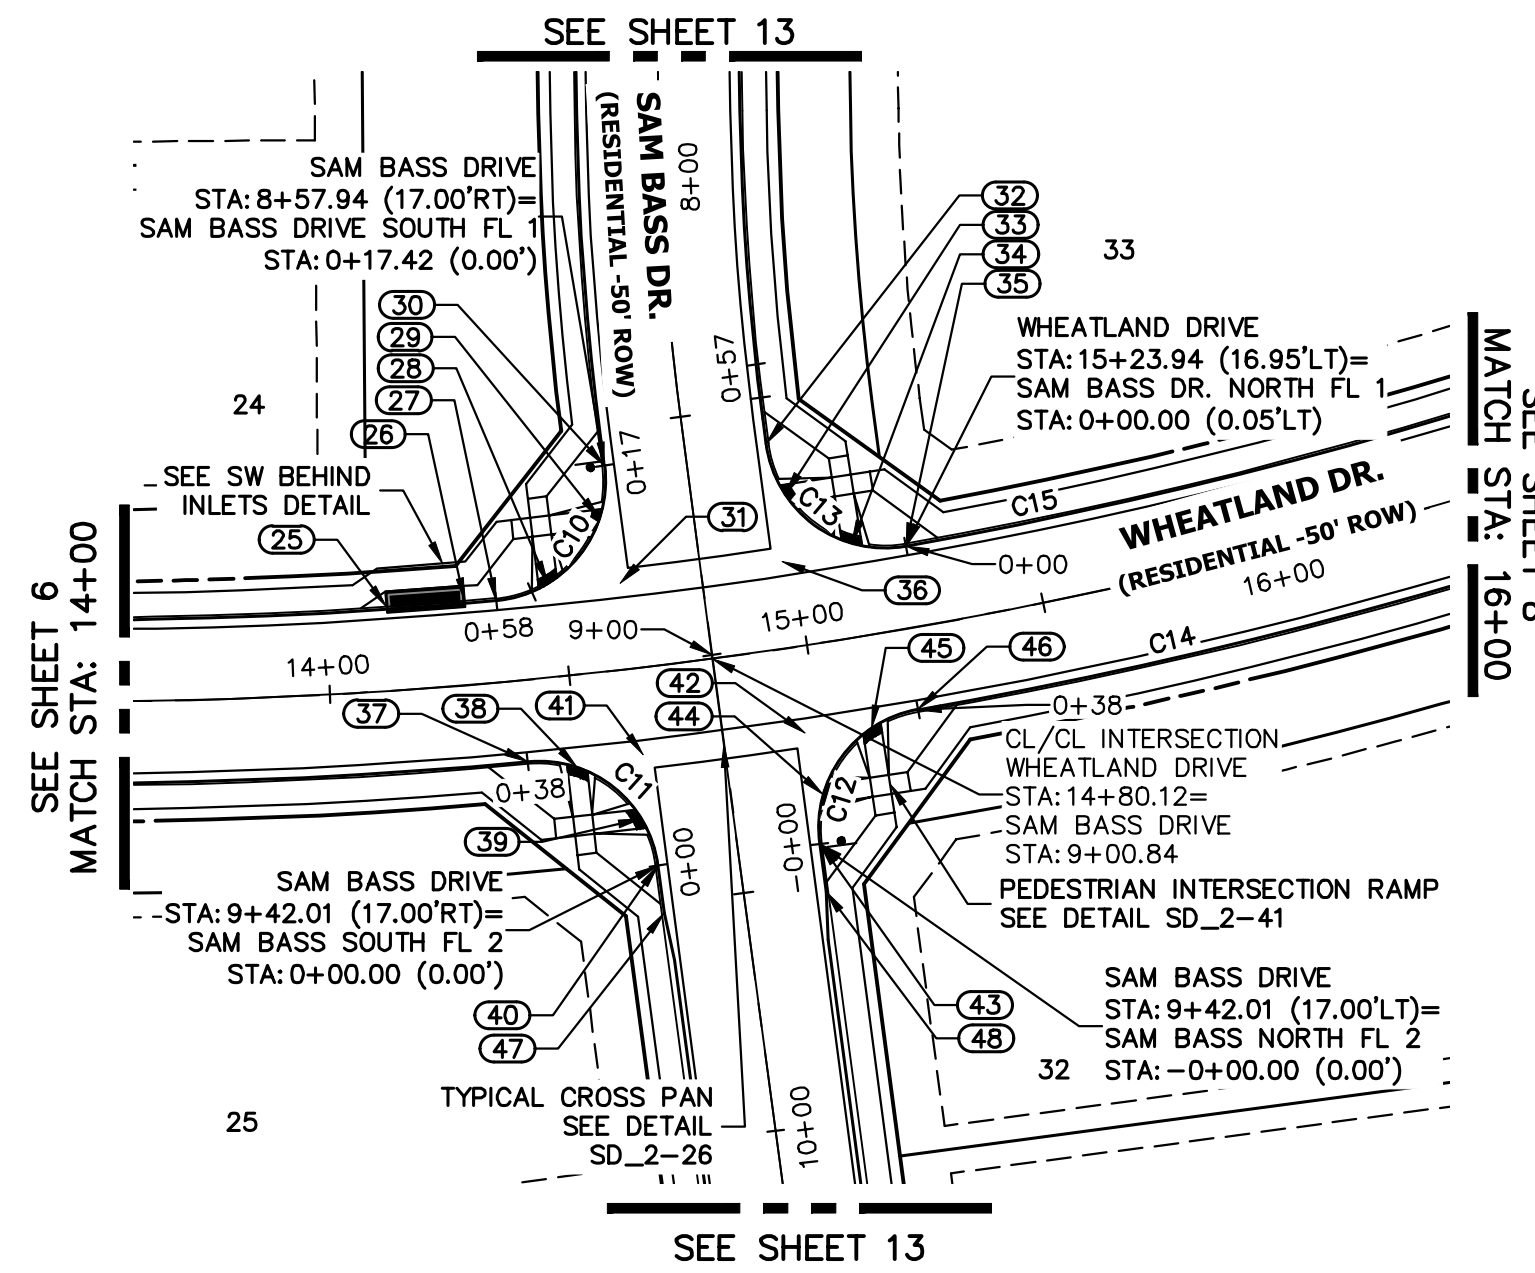 SEE SHEET 13
SAM BASS DR.
(RESIDENTIAL -50' ROW)
8+00
SAM BASS DRIVE
STA: 8+57.94 (17.00'RT)=
SAM BASS DRIVE SOUTH FL 1
STA: 0+17.42 (0.00')
30
29
28
27
26
24
SEE SW BEHIND
INLETS DETAIL
25
32
33
34
35
33
WHEATLAND DRIVE
STA: 15+23.94 (16.95'LT)=
SAM BASS DR. NORTH FL 1
STA: 0+00.00 (0.05'LT)
0+57
0+17
C10
C13
C15
31
36
0+00
WHEATLAND DR.
(RESIDENTIAL -50' ROW)
16+00
MATCH STA: 16+00
SEE SHEET 8
SEE SHEET 6
MATCH STA: 14+00
0+58
9+00
15+00
14+00
C14
45
46
42
44
41
38
37
0+38
0+38
C11
C12
39
0+00
-0+00
CL/CL INTERSECTION
WHEATLAND DRIVE
STA: 14+80.12=
SAM BASS DRIVE
STA: 9+00.84
PEDESTRIAN INTERSECTION RAMP
SEE DETAIL SD_2-41
SAM BASS DRIVE
STA: 9+42.01 (17.00'RT)=
SAM BASS SOUTH FL 2
STA: 0+00.00 (0.00')
40
47
43
48
SAM BASS DRIVE
STA: 9+42.01 (17.00'LT)=
SAM BASS NORTH FL 2
STA: -0+00.00 (0.00')
32
25
TYPICAL CROSS PAN
SEE DETAIL
SD_2-26
10+00
SEE SHEET 13